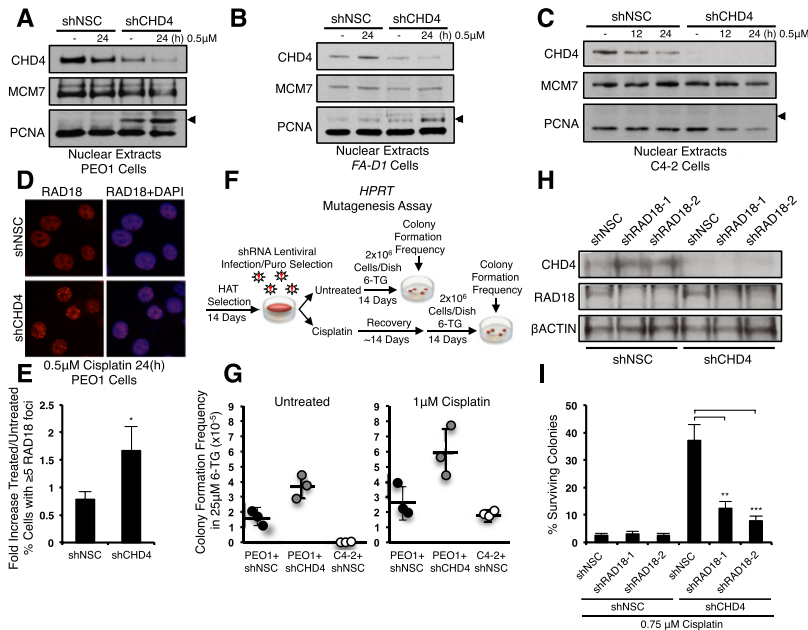 A
shNSC shCHD4
- 24 - 24 (h) 0.5µM
CHD4
MCM7
PCNA
Nuclear Extracts
PEO1 Cells
B
shNSC shCHD4
- 24 - 24 (h) 0.5µM
CHD4
MCM7
PCNA
Nuclear Extracts
FA-D1 Cells
C
shNSC shCHD4
- 12 24 - 12 24 (h) 0.5µM
CHD4
MCM7
PCNA
Nuclear Extracts
C4-2 Cells
D
RAD18 RAD18+DAPI
shNSC
shCHD4
0.5µM Cisplatin 24(h)
PEO1 Cells
E
Fold Increase Treated/Untreated
% Cells with ≥5 RAD18 foci
2.5
2
1.5
1
0.5
0
*
shNSC shCHD4
F
HPRT
Mutagenesis Assay
shRNA Lentiviral
Infection/Puro Selection
HAT
Selection
14 Days
Untreated
2x10⁶
Cells/Dish
6-TG
14 Days
Colony
Formation
Frequency
Cisplatin
Recovery
~14 Days
2x10⁶
Cells/Dish
6-TG
14 Days
Colony
Formation
Frequency
G
Colony Formation Frequency
in 25µM 6-TG (x10⁻⁵)
Untreated
9
8
7
6
5
4
3
2
1
0
PEO1+ PEO1+ C4-2+
shNSC shCHD4 shNSC
1µM Cisplatin
9
8
7
6
5
4
3
2
1
0
PEO1+ PEO1+ C4-2+
shNSC shCHD4 shNSC
H
shNSC shRAD18-1 shRAD18-2 shNSC shRAD18-1 shRAD18-2
CHD4
RAD18
βACTIN
shNSC shCHD4
I
% Surviving Colonies
50
40
30
20
10
0
**
***
shNSC shRAD18-1 shRAD18-2 shNSC shRAD18-1 shRAD18-2
shNSC shCHD4
0.75 µM Cisplatin